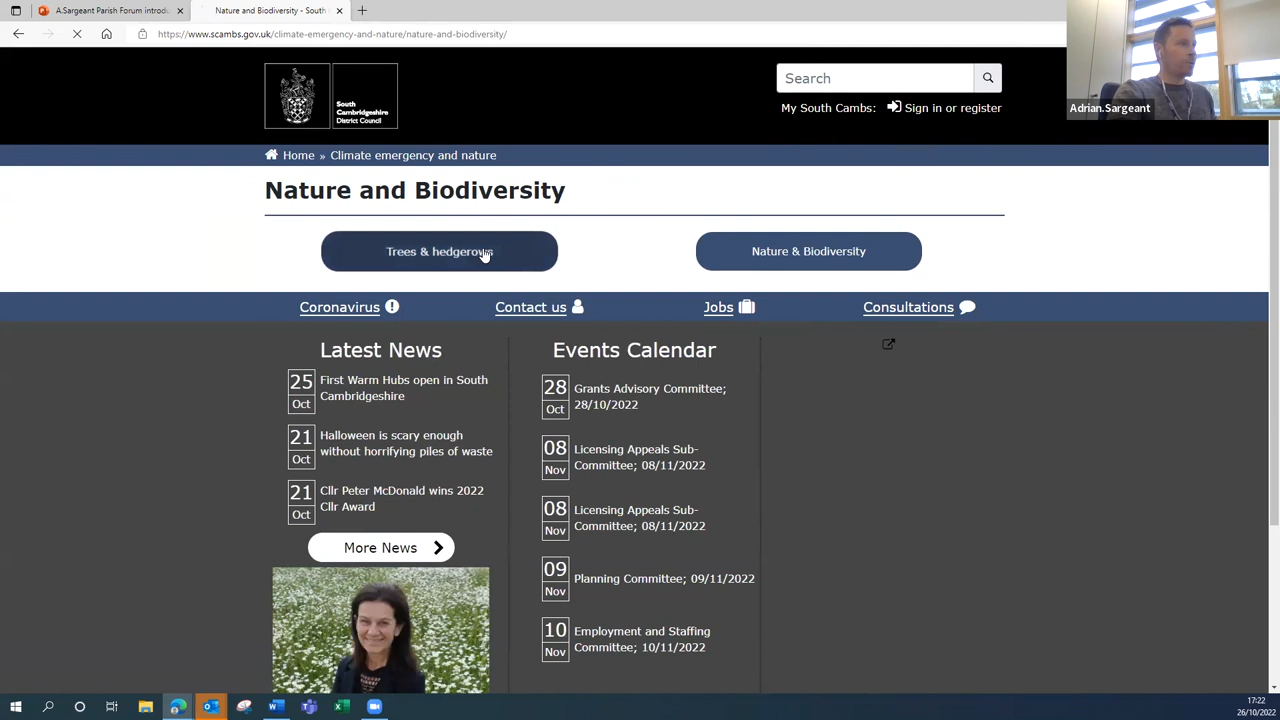 A.Sargeant Parish Forum introdu
Nature and Biodiversity - South
https://www.scambs.gov.uk/climate-emergency-and-nature/nature-and-biodiversity/
Adrian.Sargeant
South
Cambridgeshire
District Council
Search
My South Cambs: Sign in or register
Home » Climate emergency and nature
Nature and Biodiversity
Trees & hedgerows
Nature & Biodiversity
Coronavirus
Contact us
Jobs
Consultations
Latest News
25
Oct
First Warm Hubs open in South
Cambridgeshire
21
Oct
Halloween is scary enough
without horrifying piles of waste
21
Oct
Cllr Peter McDonald wins 2022
Cllr Award
More News
Events Calendar
28
Oct
Grants Advisory Committee;
28/10/2022
08
Nov
Licensing Appeals Sub-
Committee; 08/11/2022
08
Nov
Licensing Appeals Sub-
Committee; 08/11/2022
09
Nov
Planning Committee; 09/11/2022
10
Nov
Employment and Staffing
Committee; 10/11/2022
17:22
26/10/2022